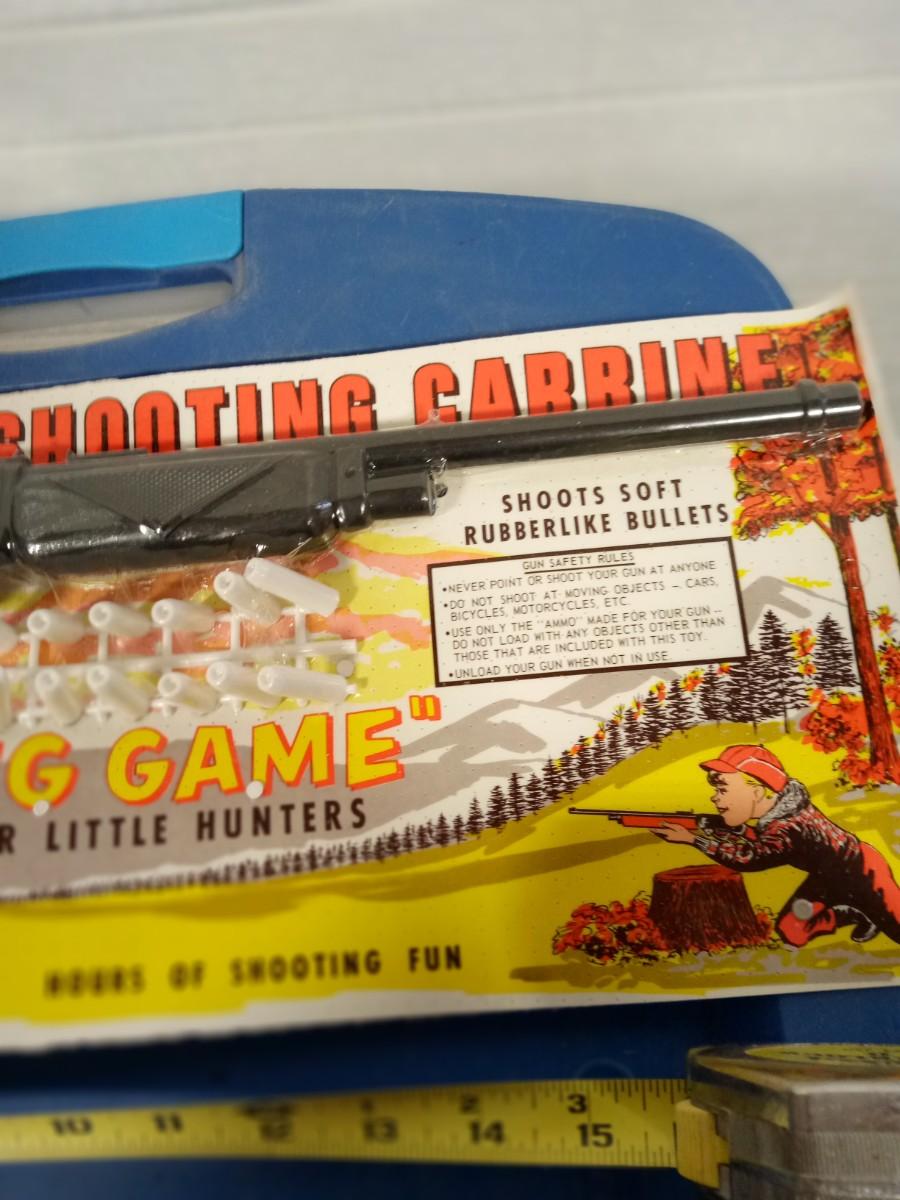 SHOOTING CARBINE
SHOOTS SOFT
RUBBERLIKE BULLETS
GUN SAFETY RULES
•NEVER POINT OR SHOOT YOUR GUN AT ANYONE
•DO NOT SHOOT AT MOVING OBJECTS — CARS,
BICYCLES, MOTORCYCLES, ETC.
•USE ONLY THE "AMMO" MADE FOR YOUR GUN --
DO NOT LOAD WITH ANY OBJECTS OTHER THAN
THOSE THAT ARE INCLUDED WITH THIS TOY.
•UNLOAD YOUR GUN WHEN NOT IN USE
G GAME"
R LITTLE HUNTERS
HOURS OF SHOOTING FUN
1 2 3
10 11 12 13 14 15